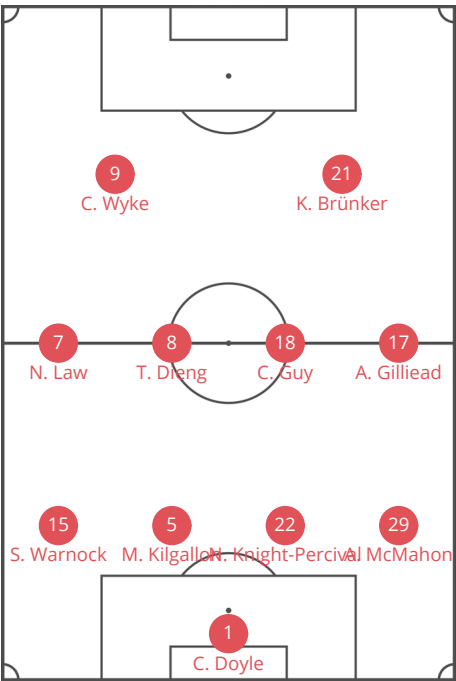 9
C. Wyke
21
K. Brünker
7
N. Law
8
T. Dieng
18
C. Guy
17
A. Gilliead
15
S. Warnock
5
M. Kilgallon
22
N. Knight-Percival
29
A. McMahon
1
C. Doyle